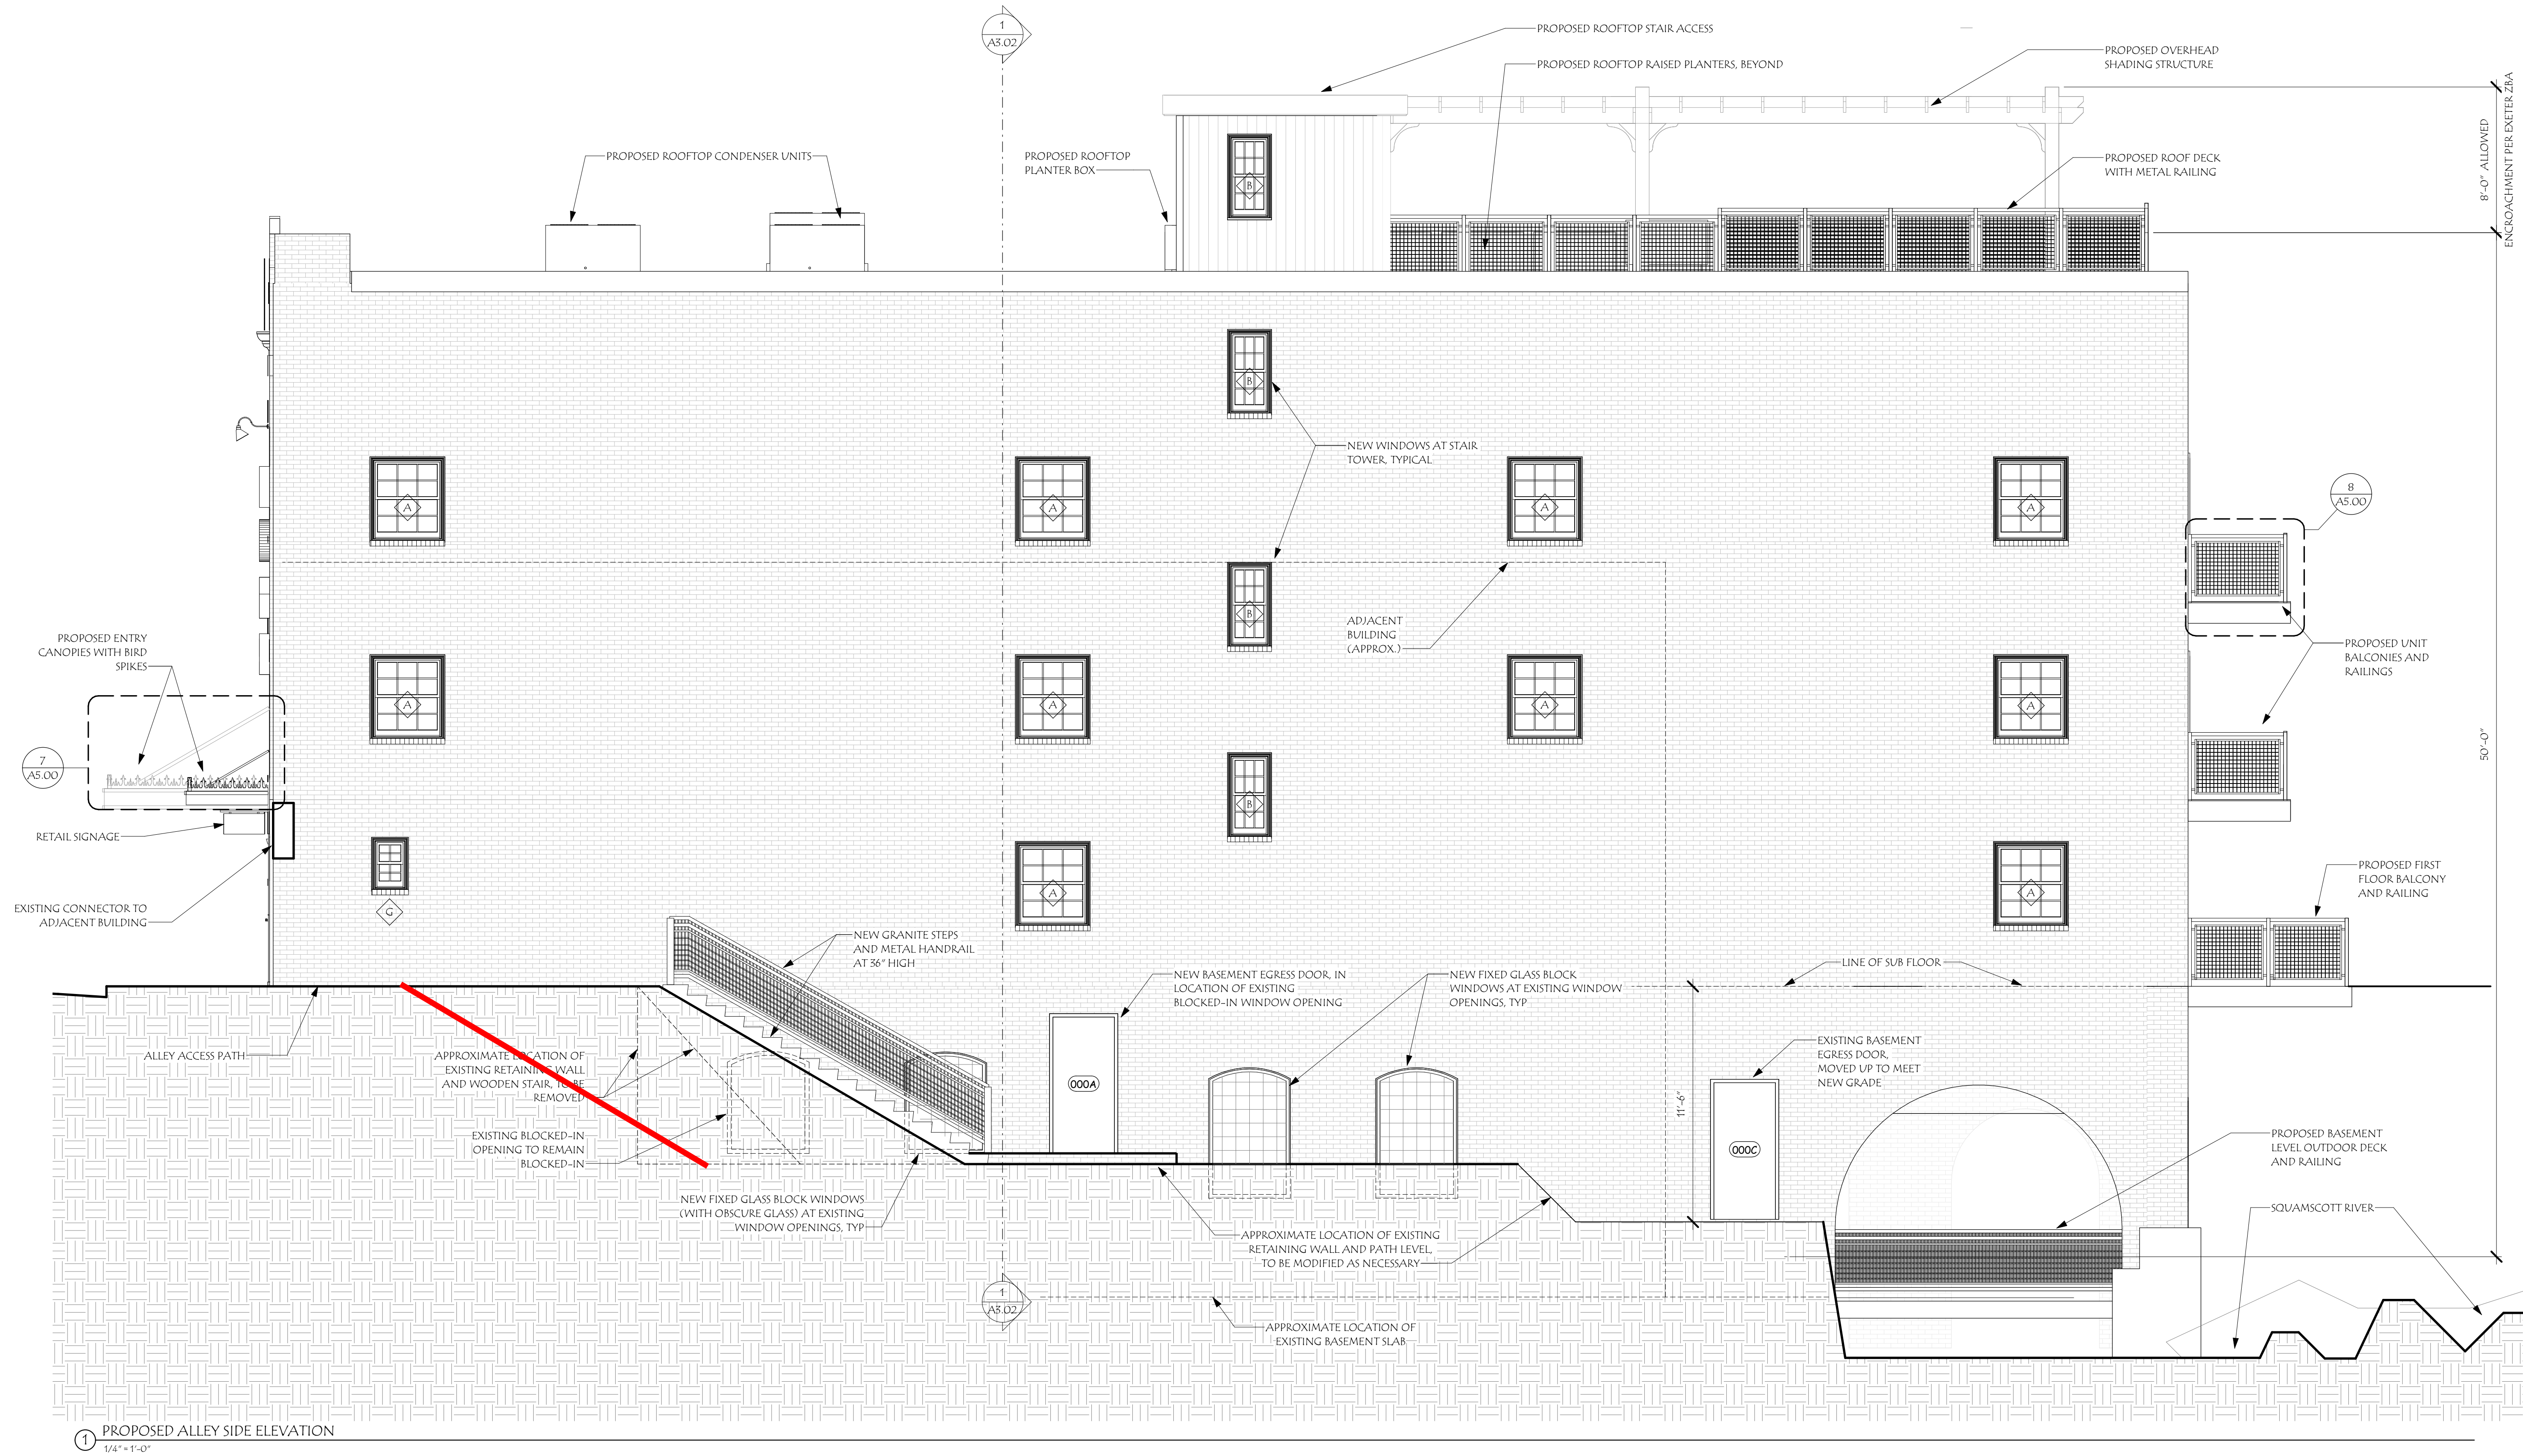 1
A3.02
PROPOSED ROOFTOP STAIR ACCESS
PROPOSED ROOFTOP RAISED PLANTERS, BEYOND
PROPOSED OVERHEAD
SHADING STRUCTURE
8'-0" ALLOWED
ENCROACHMENT PER EXETER ZBA
PROPOSED ROOFTOP CONDENSER UNITS
PROPOSED ROOFTOP
PLANTER BOX
B
PROPOSED ROOF DECK
WITH METAL RAILING
B
NEW WINDOWS AT STAIR
TOWER, TYPICAL
A
A
A
A
8
A5.00
B
ADJACENT
BUILDING
(APPROX.)
PROPOSED ENTRY
CANOPIES WITH BIRD
SPIKES
PROPOSED UNIT
BALCONIES AND
RAILINGS
A
A
A
A
50'-0"
7
A5.00
B
RETAIL SIGNAGE
EXISTING CONNECTOR TO
ADJACENT BUILDING
G
A
A
PROPOSED FIRST
FLOOR BALCONY
AND RAILING
NEW GRANITE STEPS
AND METAL HANDRAIL
AT 36" HIGH
NEW BASEMENT EGRESS DOOR, IN
LOCATION OF EXISTING
BLOCKED-IN WINDOW OPENING
NEW FIXED GLASS BLOCK
WINDOWS AT EXISTING WINDOW
OPENINGS, TYP
LINE OF SUB FLOOR
ALLEY ACCESS PATH
APPROXIMATE LOCATION OF
EXISTING RETAINING WALL
AND WOODEN STAIR, TO BE
REMOVED
000A
11'-6"
EXISTING BASEMENT
EGRESS DOOR,
MOVED UP TO MEET
NEW GRADE
000C
EXISTING BLOCKED-IN
OPENING TO REMAIN
BLOCKED-IN
PROPOSED BASEMENT
LEVEL OUTDOOR DECK
AND RAILING
NEW FIXED GLASS BLOCK WINDOWS
(WITH OBSCURE GLASS) AT EXISTING
WINDOW OPENINGS, TYP
APPROXIMATE LOCATION OF EXISTING
RETAINING WALL AND PATH LEVEL,
TO BE MODIFIED AS NECESSARY
SQUAMSCOTT RIVER
1
A3.02
APPROXIMATE LOCATION OF
EXISTING BASEMENT SLAB
1
PROPOSED ALLEY SIDE ELEVATION
1/4" = 1'-0"